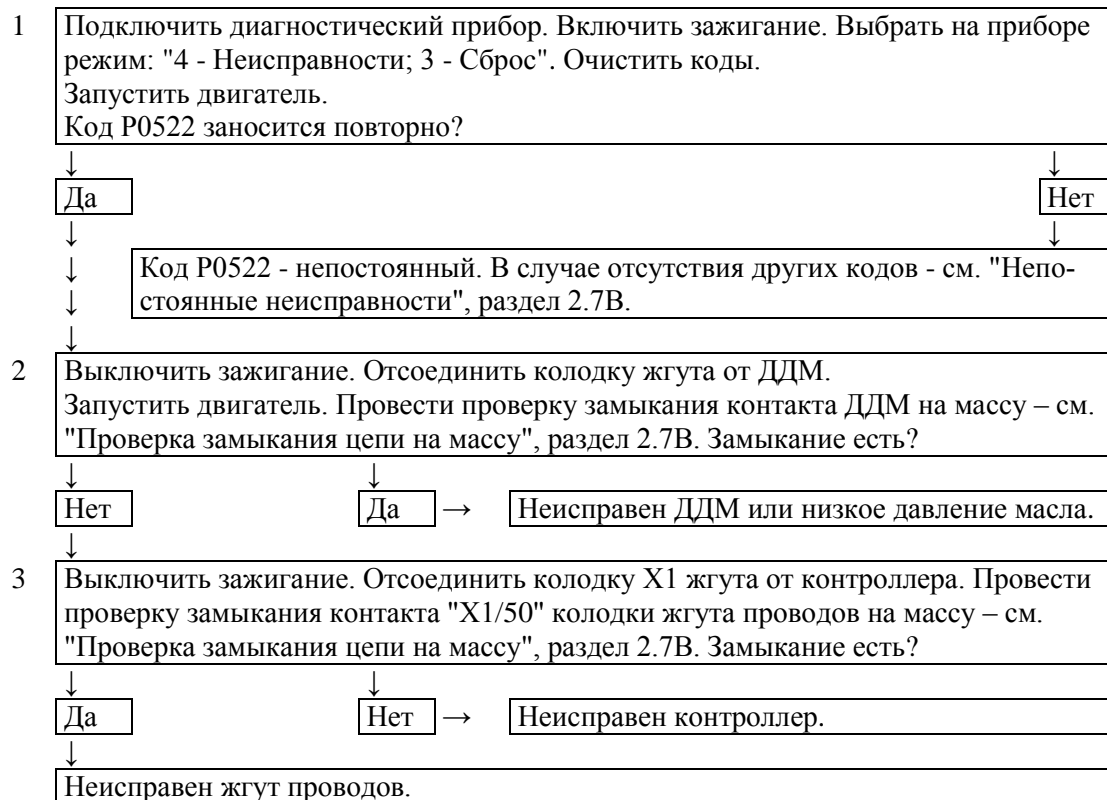 1 Подключить диагностический прибор. Включить зажигание. Выбрать на приборе
режим: "4 - Неисправности; 3 - Сброс". Очистить коды.
Запустить двигатель.
Код Р0522 заносится повторно?
↓ ↓
Да Нет
↓ ↓
↓ Код Р0522 - непостоянный. В случае отсутствия других кодов - см. "Непо-
↓ стоянные неисправности", раздел 2.7В.
↓
2 Выключить зажигание. Отсоединить колодку жгута от ДДМ.
Запустить двигатель. Провести проверку замыкания контакта ДДМ на массу – см.
"Проверка замыкания цепи на массу", раздел 2.7В. Замыкание есть?
↓ ↓
Нет Да → Неисправен ДДМ или низкое давление масла.
↓
3 Выключить зажигание. Отсоединить колодку Х1 жгута от контроллера. Провести
проверку замыкания контакта "Х1/50" колодки жгута проводов на массу – см.
"Проверка замыкания цепи на массу", раздел 2.7В. Замыкание есть?
↓ ↓
Да Нет → Неисправен контроллер.
↓
Неисправен жгут проводов.